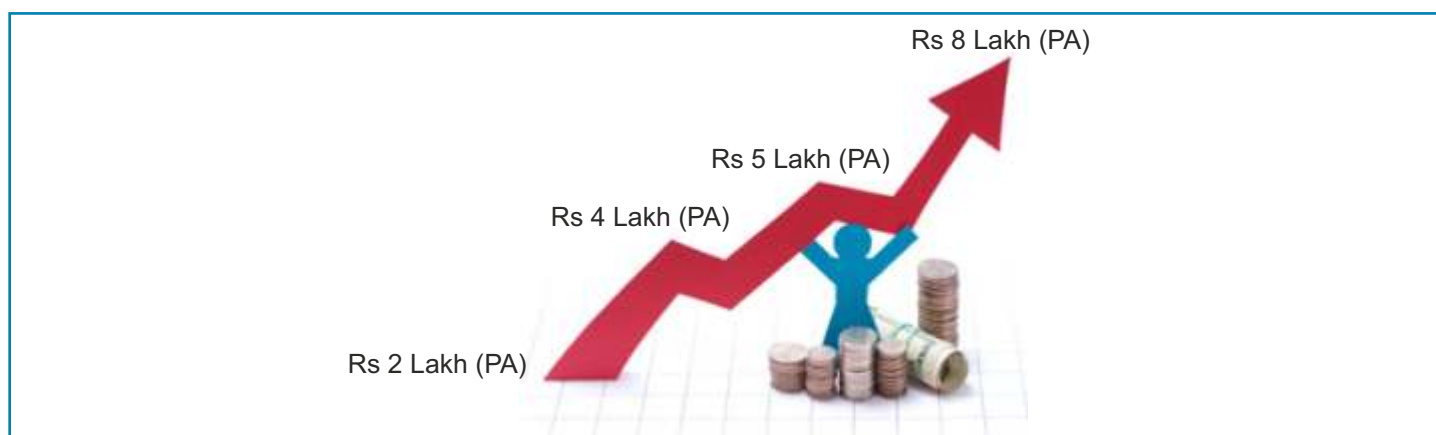 Rs 8 Lakh (PA)
Rs 5 Lakh (PA)
Rs 4 Lakh (PA)
Rs 2 Lakh (PA)